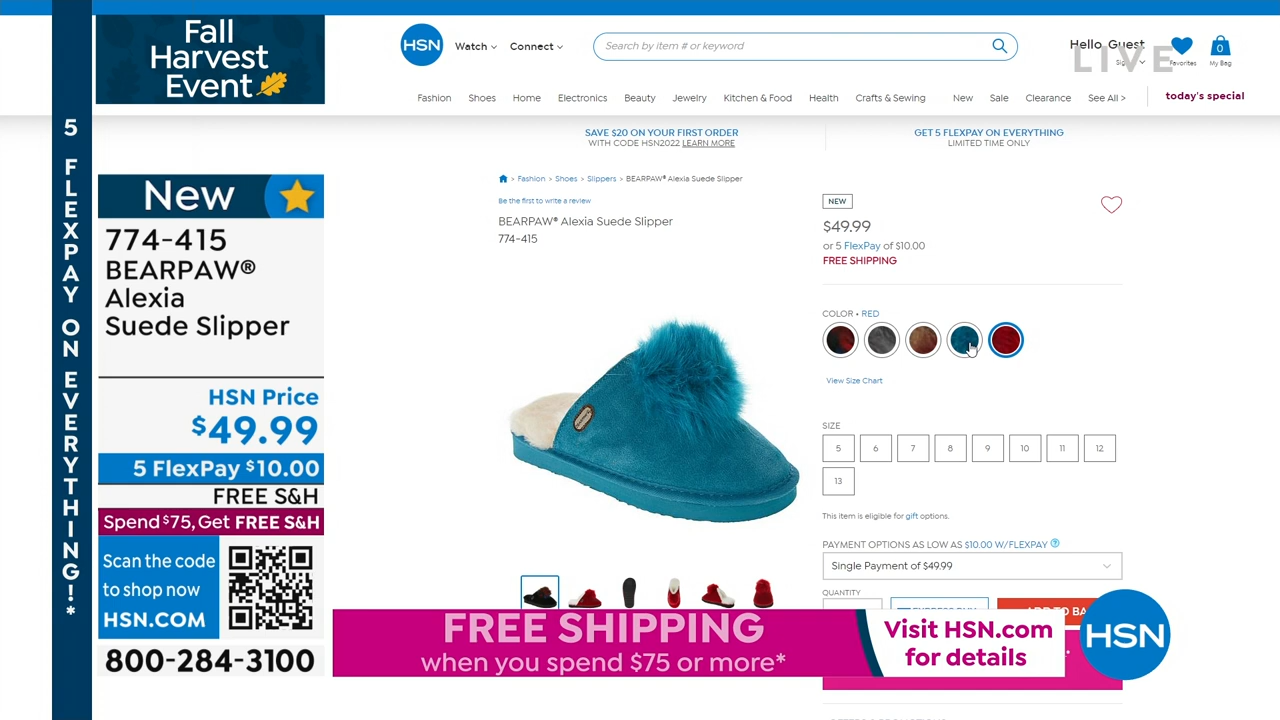 Fall
Harvest
Event
5 FLEXPAY ON EVERYTHING!*
New
774-415
BEARPAW®
Alexia
Suede Slipper
HSN Price
$49.99
5 FlexPay $10.00
FREE S&H
Spend $75, Get FREE S&H
Scan the code
to shop now
HSN.COM
800-284-3100
HSN
Watch
Connect
Search by item # or keyword
Hello, Guest
LIVE
Favorites
0
My Bag
Fashion
Shoes
Home
Electronics
Beauty
Jewelry
Kitchen & Food
Health
Crafts & Sewing
New
Sale
Clearance
See All >
today's special
SAVE $20 ON YOUR FIRST ORDER
WITH CODE HSN2022 LEARN MORE
GET 5 FLEXPAY ON EVERYTHING
LIMITED TIME ONLY
> Fashion > Shoes > Slippers > BEARPAW® Alexia Suede Slipper
Be the first to write a review
BEARPAW® Alexia Suede Slipper
774-415
NEW
$49.99
or 5 FlexPay of $10.00
FREE SHIPPING
COLOR • RED
View Size Chart
SIZE
5
6
7
8
9
10
11
12
13
This item is eligible for gift options.
PAYMENT OPTIONS AS LOW AS $10.00 W/FLEXPAY ?
Single Payment of $49.99
QUANTITY
ADD TO BA
FREE SHIPPING
when you spend $75 or more*
Visit HSN.com
for details
HSN